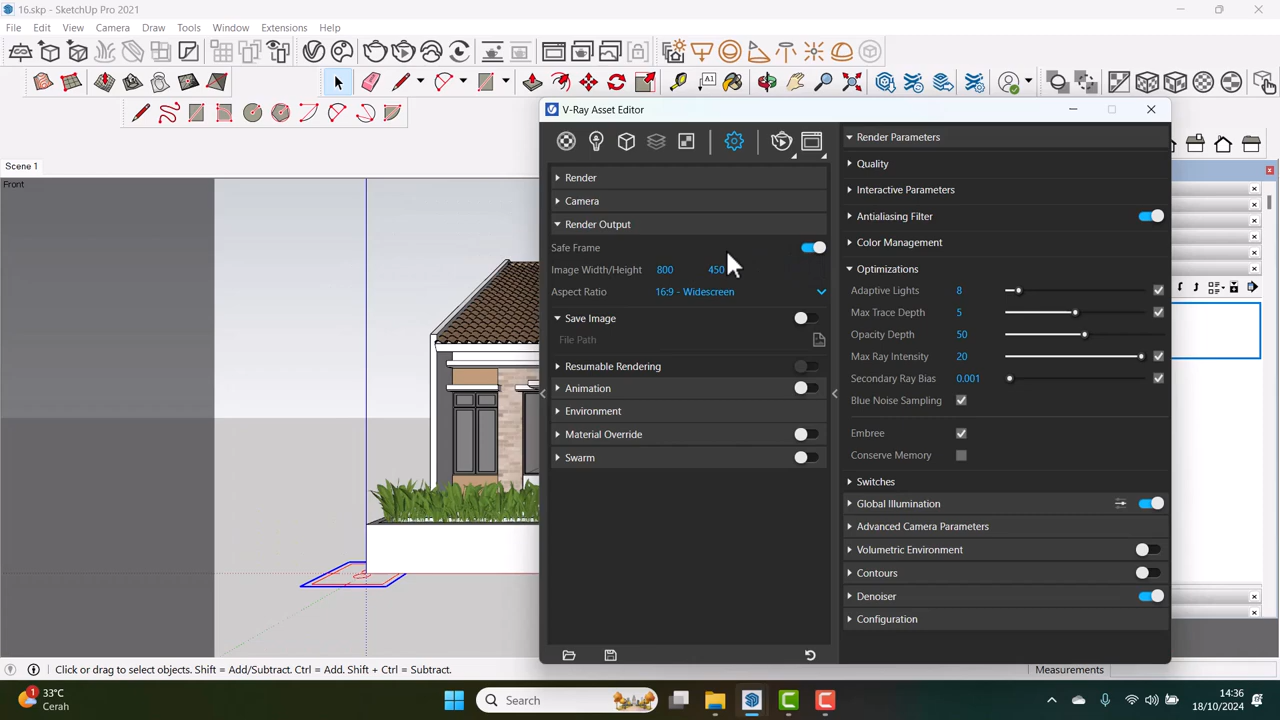 16.skp - SketchUp Pro 2021
File Edit View Camera Draw Tools Window Extensions Help
A1
Scene 1
Front
V-Ray Asset Editor
Render
Camera
Render Output
Safe Frame
Image Width/Height 800 450
Aspect Ratio 16:9 - Widescreen
Save Image
File Path
Resumable Rendering
Animation
Environment
Material Override
Swarm
Render Parameters
Quality
Interactive Parameters
Antialiasing Filter
Color Management
Optimizations
Adaptive Lights 8
Max Trace Depth 5
Opacity Depth 50
Max Ray Intensity 20
Secondary Ray Bias 0.001
Blue Noise Sampling
Embree
Conserve Memory
Switches
Global Illumination
Advanced Camera Parameters
Volumetric Environment
Contours
Denoiser
Configuration
Click or drag to select objects. Shift = Add/Subtract. Ctrl = Add. Shift + Ctrl = Subtract.
Measurements
1
33°C
Cerah
Search
14:36
18/10/2024